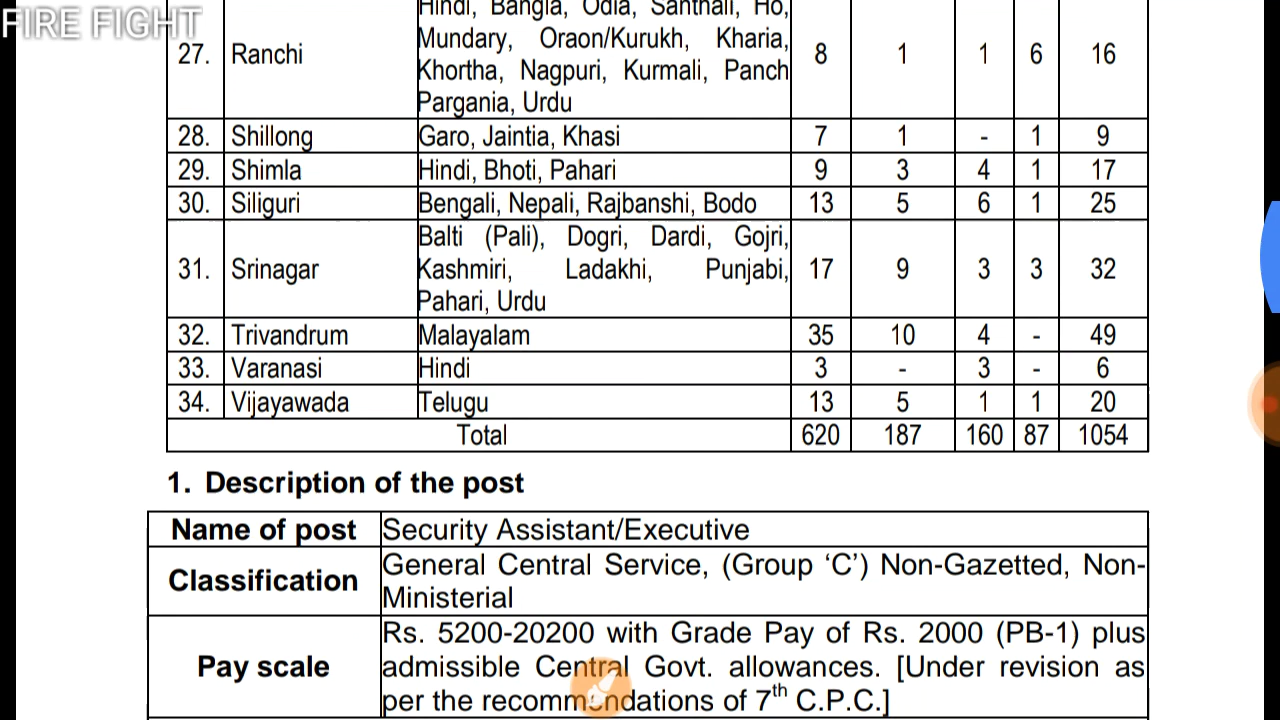 FIRE FIGHT
Hindi, Bangla, Odia, Santhali, Ho,
27. Ranchi Mundary, Oraon/Kurukh, Kharia, 8 1 1 6 16
Khortha, Nagpuri, Kurmali, Panch
Pargania, Urdu
28. Shillong Garo, Jaintia, Khasi 7 1 - 1 9
29. Shimla Hindi, Bhoti, Pahari 9 3 4 1 17
30. Siliguri Bengali, Nepali, Rajbanshi, Bodo 13 5 6 1 25
Balti (Pali), Dogri, Dardi, Gojri,
31. Srinagar Kashmiri, Ladakhi, Punjabi, 17 9 3 3 32
Pahari, Urdu
32. Trivandrum Malayalam 35 10 4 - 49
33. Varanasi Hindi 3 - 3 - 6
34. Vijayawada Telugu 13 5 1 1 20
Total 620 187 160 87 1054
1. Description of the post
Name of post Security Assistant/Executive
Classification General Central Service, (Group ‘C’) Non-Gazetted, Non-
Ministerial
Rs. 5200-20200 with Grade Pay of Rs. 2000 (PB-1) plus
Pay scale admissible Central Govt. allowances. [Under revision as
per the recommendations of 7th C.P.C.]